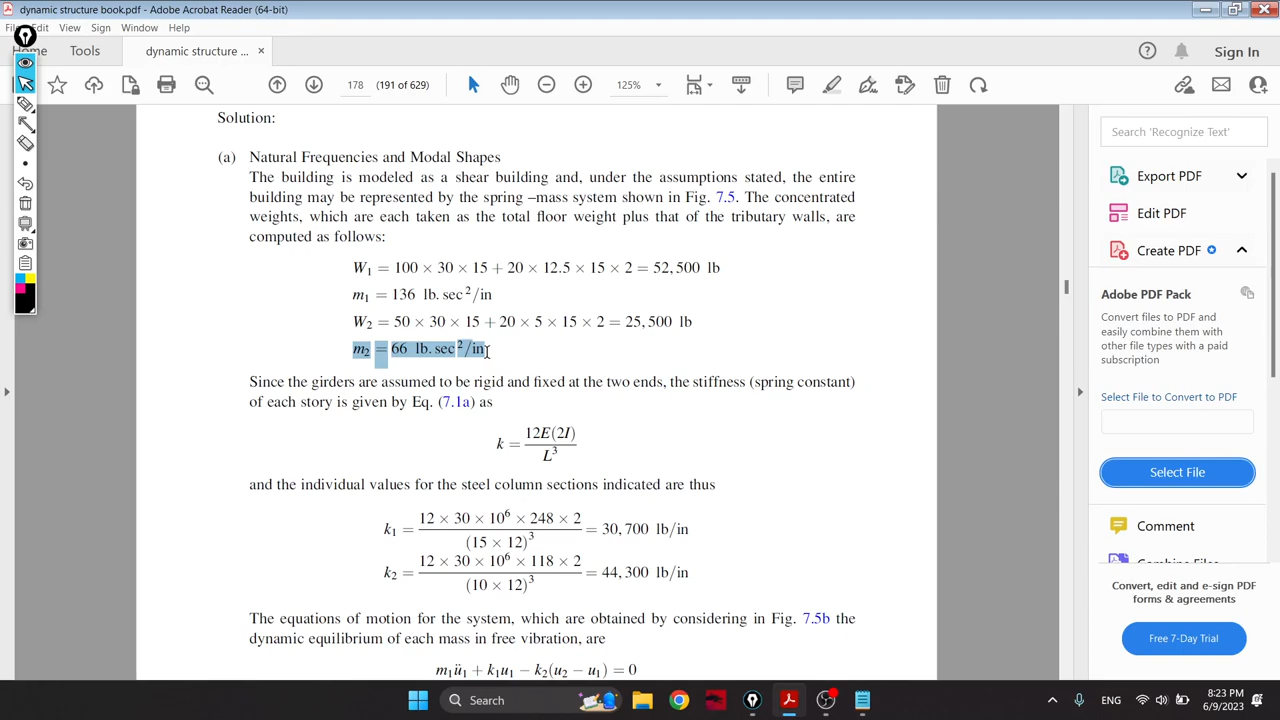 dynamic structure book.pdf - Adobe Acrobat Reader (64-bit)
File Edit View Sign Window Help
Home Tools dynamic structure ... × Sign In
178 (191 of 629) 125%
Solution:
(a) Natural Frequencies and Modal Shapes
The building is modeled as a shear building and, under the assumptions stated, the entire
building may be represented by the spring –mass system shown in Fig. 7.5. The concentrated
weights, which are each taken as the total floor weight plus that of the tributary walls, are
computed as follows:
W₁ = 100 × 30 × 15 + 20 × 12.5 × 15 × 2 = 52,500 lb
m₁ = 136 lb. sec²/in
W₂ = 50 × 30 × 15 + 20 × 5 × 15 × 2 = 25,500 lb
m₂ = 66 lb. sec²/in
Since the girders are assumed to be rigid and fixed at the two ends, the stiffness (spring constant)
of each story is given by Eq. (7.1a) as
k = 12E(2I) / L³
and the individual values for the steel column sections indicated are thus
k₁ = 12 × 30 × 10⁶ × 248 × 2 / (15 × 12)³ = 30,700 lb/in
k₂ = 12 × 30 × 10⁶ × 118 × 2 / (10 × 12)³ = 44,300 lb/in
The equations of motion for the system, which are obtained by considering in Fig. 7.5b the
dynamic equilibrium of each mass in free vibration, are
m₁ü₁ + k₁u₁ − k₂(u₂ − u₁) = 0
Search 'Recognize Text'
Export PDF
Edit PDF
Create PDF
Adobe PDF Pack
Convert files to PDF and
easily combine them with
other file types with a paid
subscription
Select File to Convert to PDF
Select File
Comment
Combine Files
Convert, edit and e-sign PDF
forms & agreements
Free 7-Day Trial
Search
ENG
8:23 PM
6/9/2023